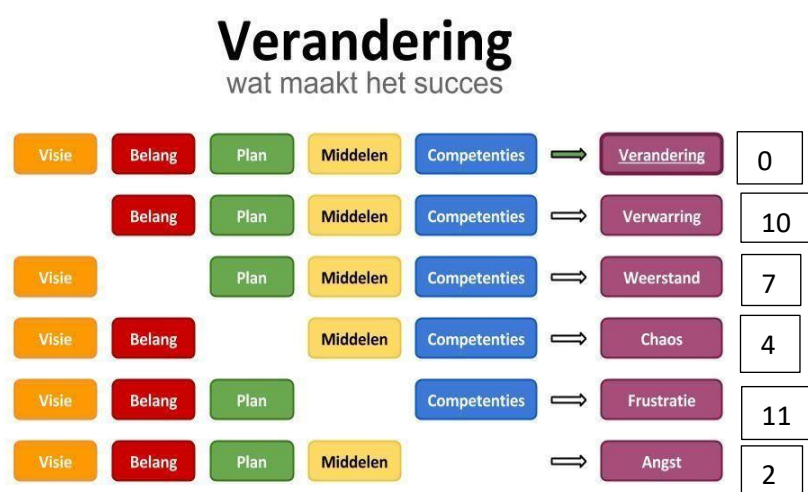 Verandering
wat maakt het succes
Visie Belang Plan Middelen Competenties Verandering 0
Belang Plan Middelen Competenties Verwarring 10
Visie Plan Middelen Competenties Weerstand 7
Visie Belang Middelen Competenties Chaos 4
Visie Belang Plan Competenties Frustratie 11
Visie Belang Plan Middelen Angst 2